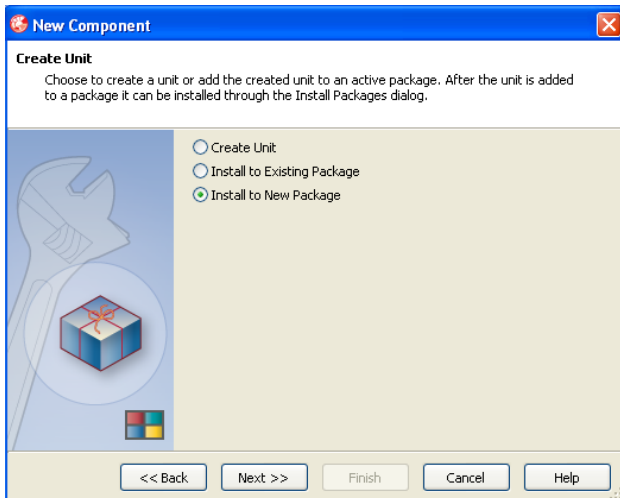 New Component
Create Unit
Choose to create a unit or add the created unit to an active package. After the unit is added
to a package it can be installed through the Install Packages dialog.
Create Unit
Install to Existing Package
Install to New Package
<< Back Next >> Finish Cancel Help